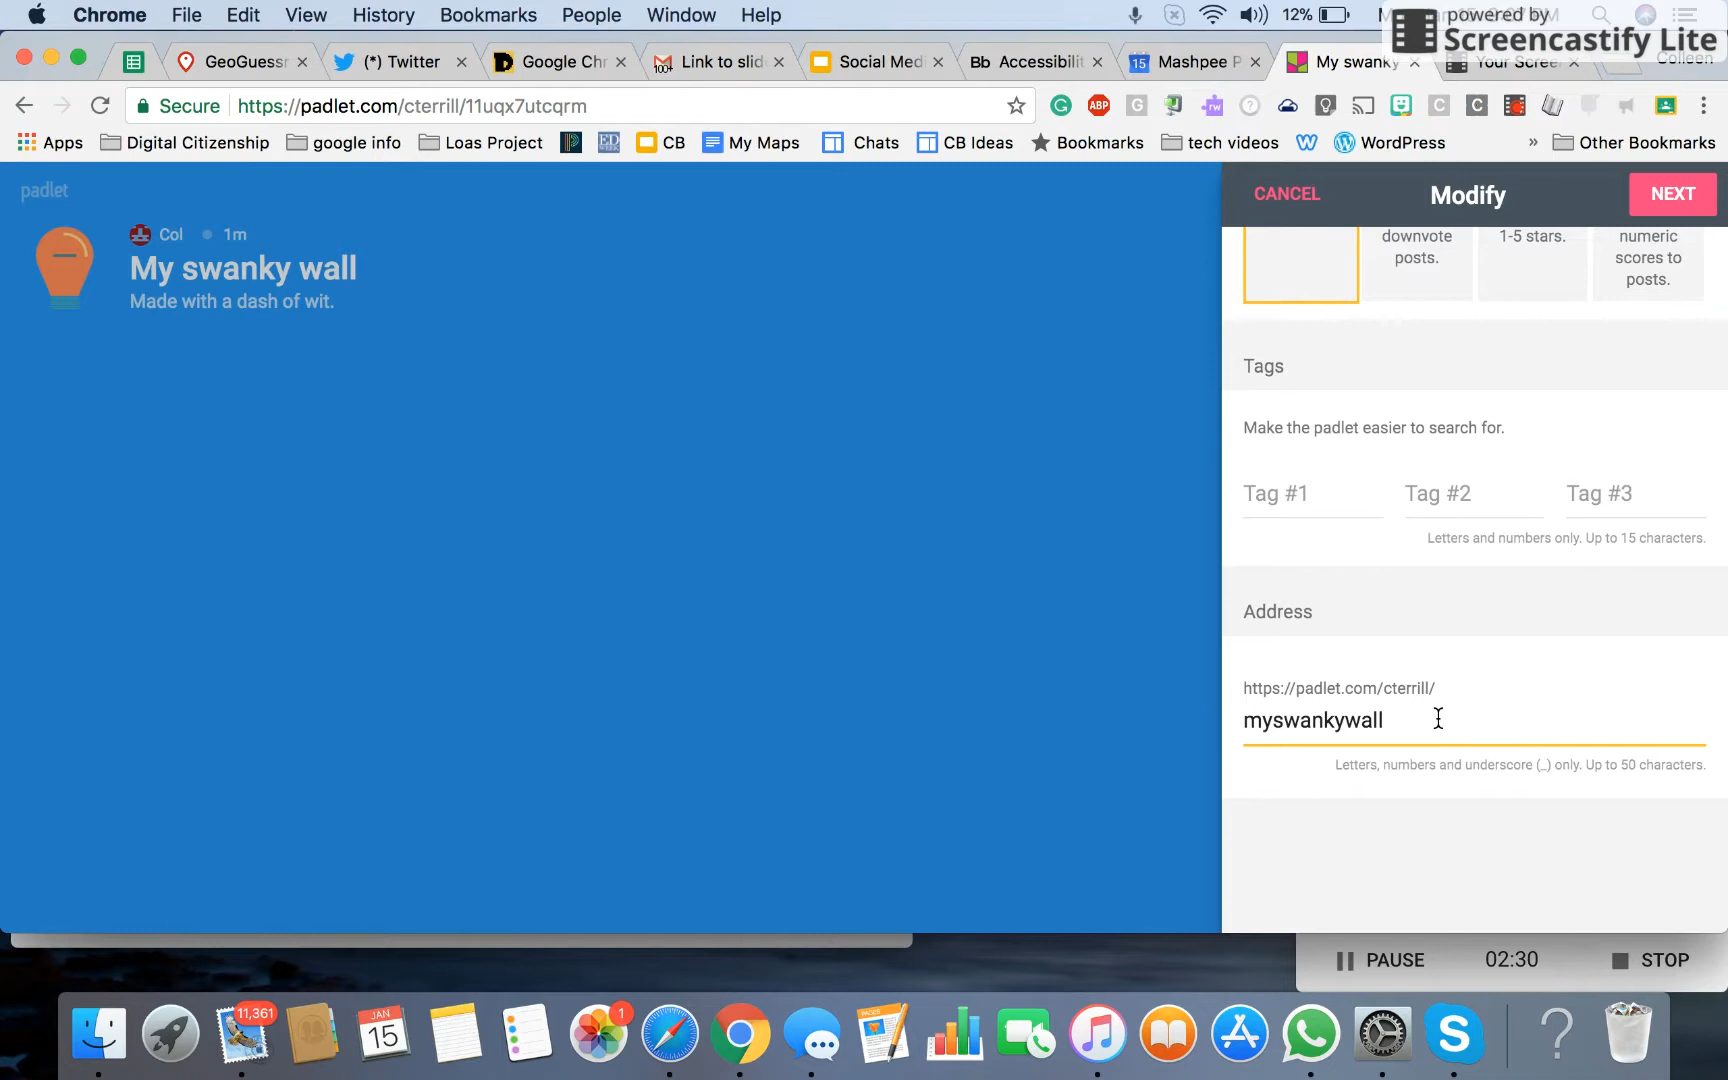 Chrome File Edit View History Bookmarks People Window Help 12%
powered by
Screencastify Lite
GeoGuessr (*) Twitter Google Chr Link to slid Social Medi Bb Accessibilit 15 Mashpee P My swanky Your Scree Colleen
Secure https://padlet.com/cterrill/11uqx7utcqrm
Apps Digital Citizenship google info Loas Project CB My Maps Chats CB Ideas Bookmarks tech videos WordPress » Other Bookmarks
padlet
Col 1m
My swanky wall
Made with a dash of wit.
CANCEL Modify NEXT
downvote posts.
1-5 stars.
numeric scores to posts.
Tags
Make the padlet easier to search for.
Tag #1 Tag #2 Tag #3
Letters and numbers only. Up to 15 characters.
Address
https://padlet.com/cterrill/
myswankywall
Letters, numbers and underscore (_) only. Up to 50 characters.
PAUSE 02:30 STOP
11,361
JAN
15
1
PAGES